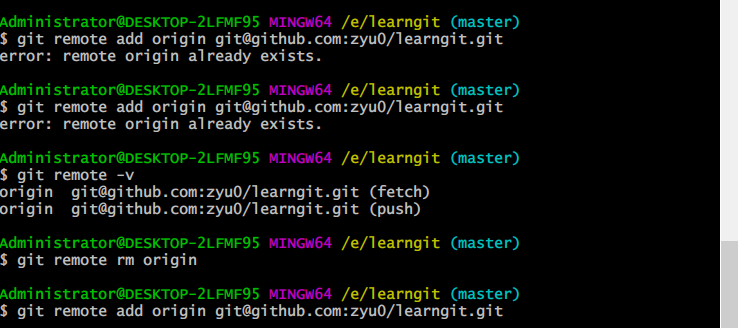 Administrator@DESKTOP-2LFMF95 MINGW64 /e/learngit (master)
$ git remote add origin git@github.com:zyu0/learngit.git
error: remote origin already exists.
Administrator@DESKTOP-2LFMF95 MINGW64 /e/learngit (master)
$ git remote add origin git@github.com:zyu0/learngit.git
error: remote origin already exists.
Administrator@DESKTOP-2LFMF95 MINGW64 /e/learngit (master)
$ git remote -v
origin  git@github.com:zyu0/learngit.git (fetch)
origin  git@github.com:zyu0/learngit.git (push)
Administrator@DESKTOP-2LFMF95 MINGW64 /e/learngit (master)
$ git remote rm origin
Administrator@DESKTOP-2LFMF95 MINGW64 /e/learngit (master)
$ git remote add origin git@github.com:zyu0/learngit.git